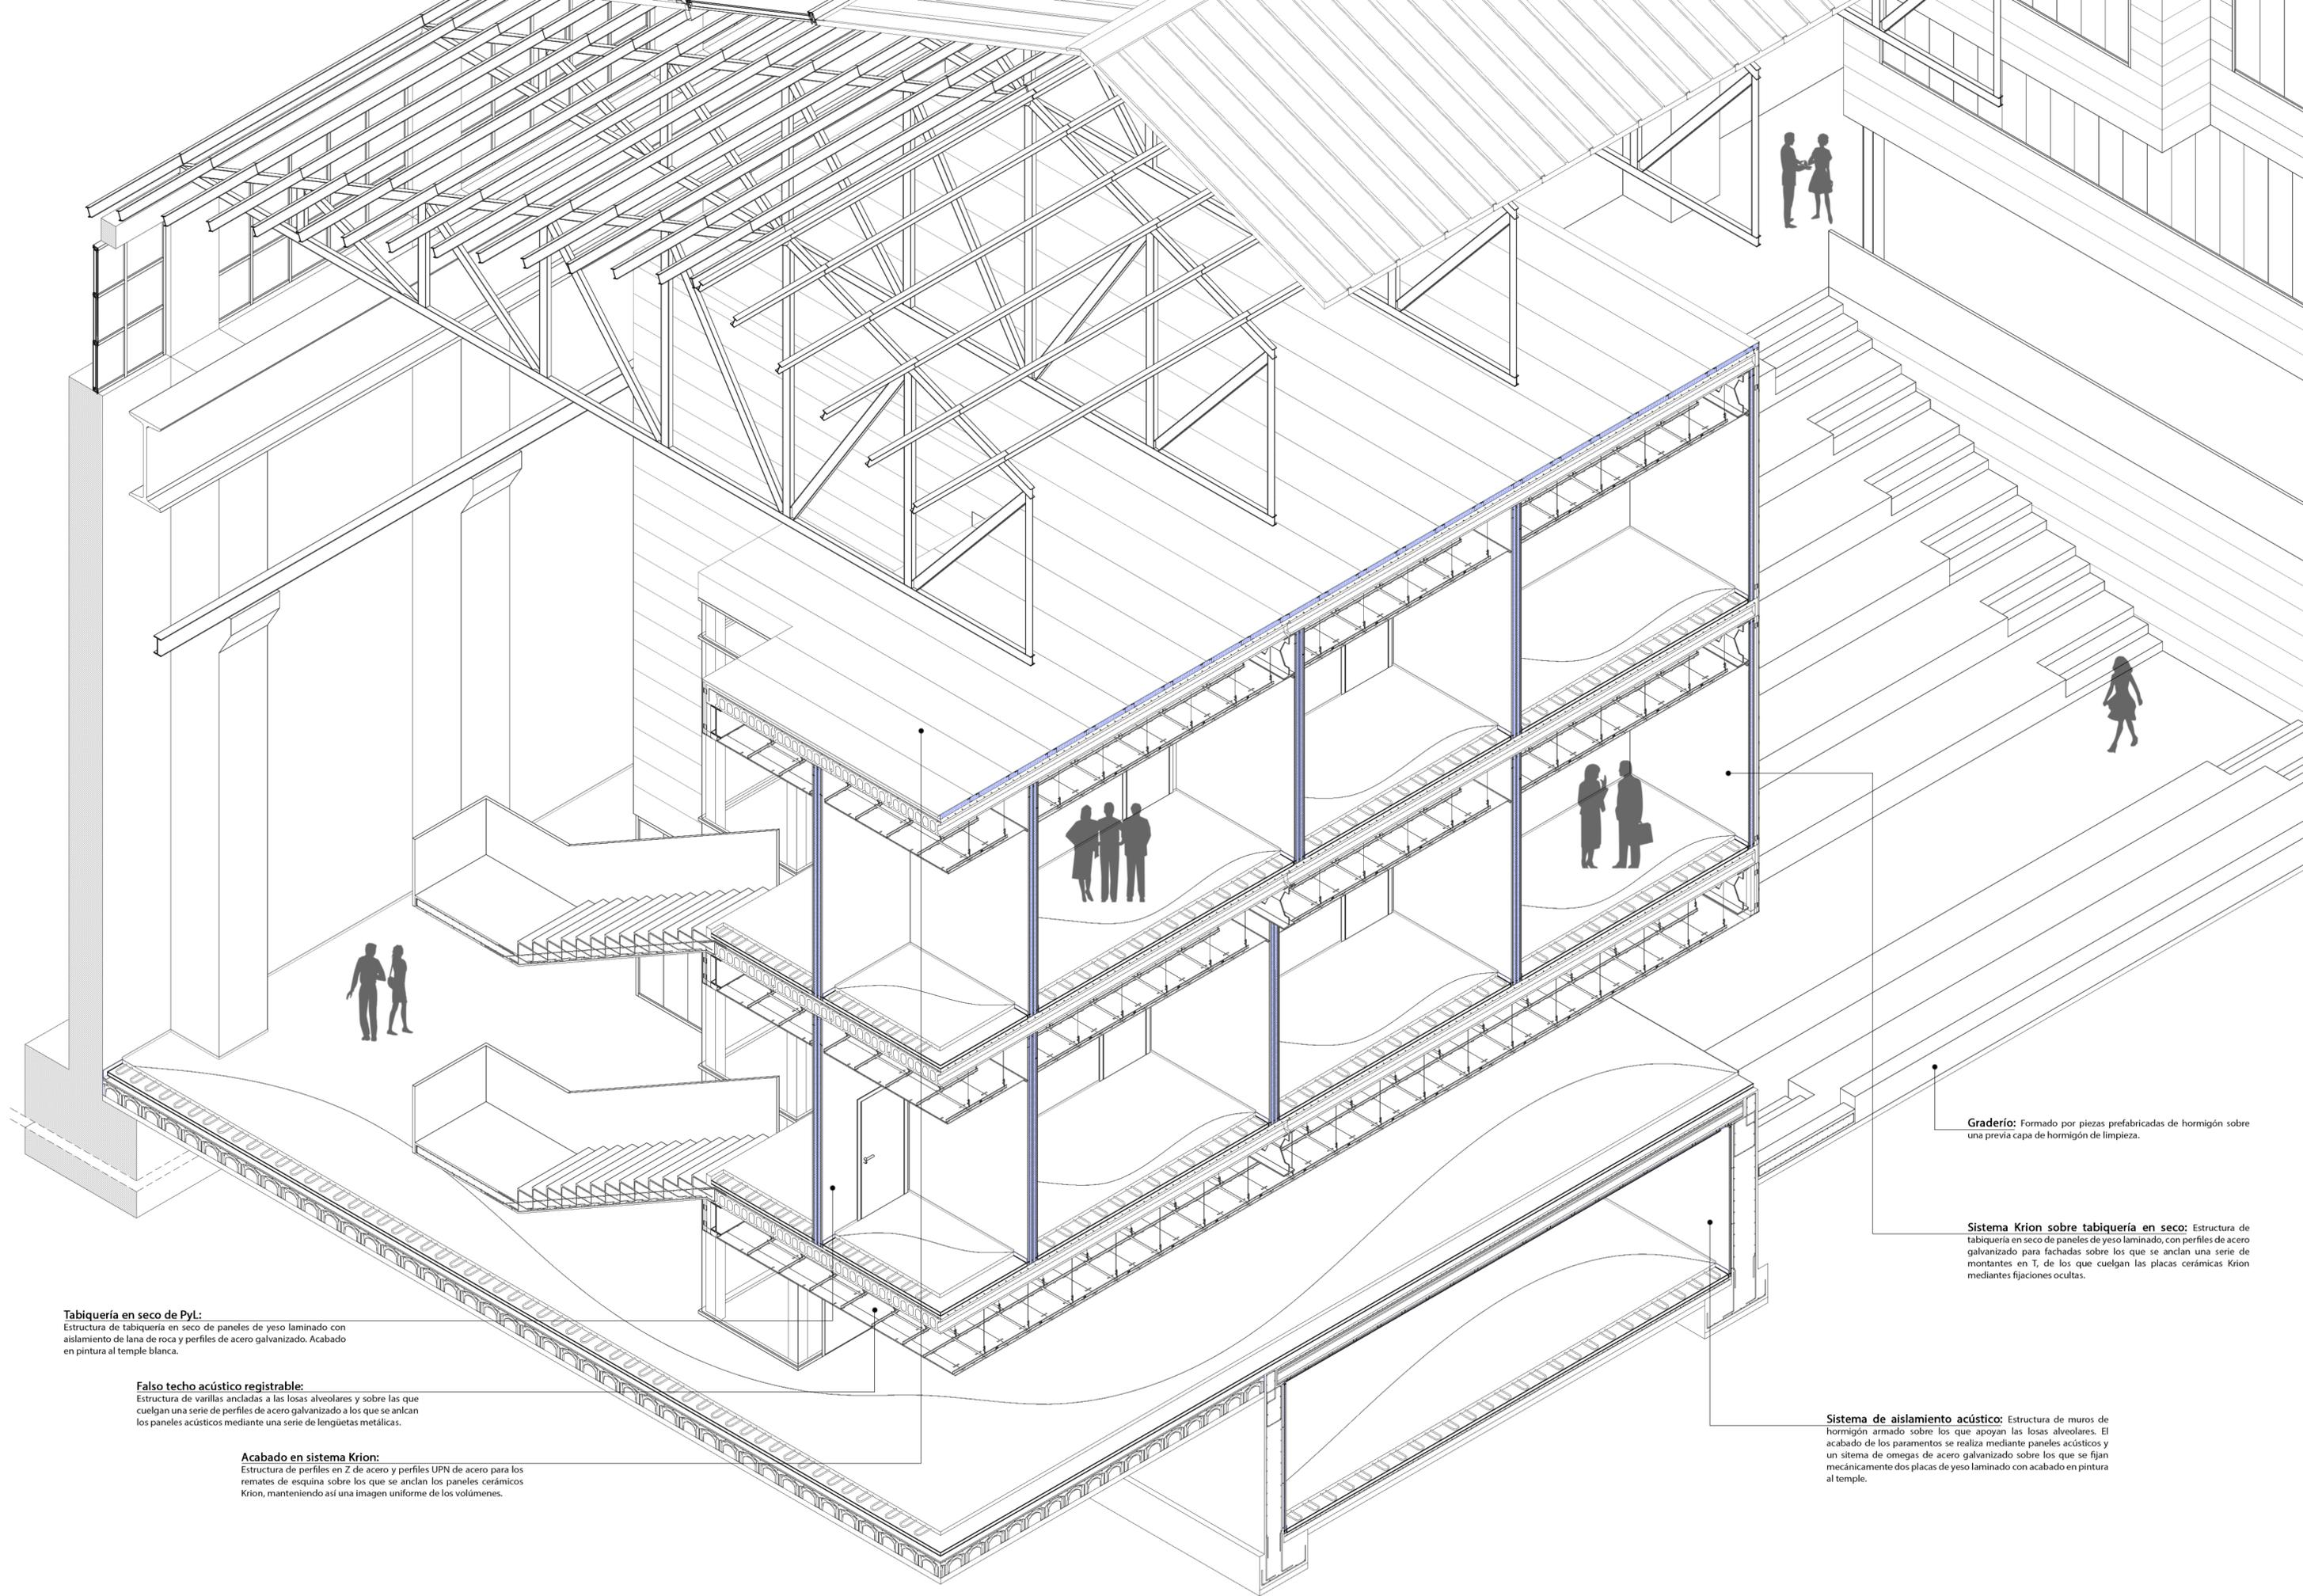 Graderío: Formado por piezas prefabricadas de hormigón sobre
una previa capa de hormigón de limpieza.
Sistema Krion sobre tabiquería en seco: Estructura de
tabiquería en seco de paneles de yeso laminado, con perfiles de acero
galvanizado para fachadas sobre los que se anclan una serie de
montantes en T, de los que cuelgan las placas cerámicas Krion
mediantes fijaciones ocultas.
Tabiquería en seco de PyL:
Estructura de tabiquería en seco de paneles de yeso laminado con
aislamiento de lana de roca y perfiles de acero galvanizado. Acabado
en pintura al temple blanca.
Falso techo acústico registrable:
Estructura de varillas ancladas a las losas alveolares y sobre las que
cuelgan una serie de perfiles de acero galvanizado a los que se anlcan
los paneles acústicos mediante una serie de lengüetas metálicas.
Acabado en sistema Krion:
Estructura de perfiles en Z de acero y perfiles UPN de acero para los
remates de esquina sobre los que se anclan los paneles cerámicos
Krion, manteniendo así una imagen uniforme de los volúmenes.
Sistema de aislamiento acústico: Estructura de muros de
hormigón armado sobre los que apoyan las losas alveolares. El
acabado de los paramentos se realiza mediante paneles acústicos y
un sitema de omegas de acero galvanizado sobre los que se fijan
mecánicamente dos placas de yeso laminado con acabado en pintura
al temple.